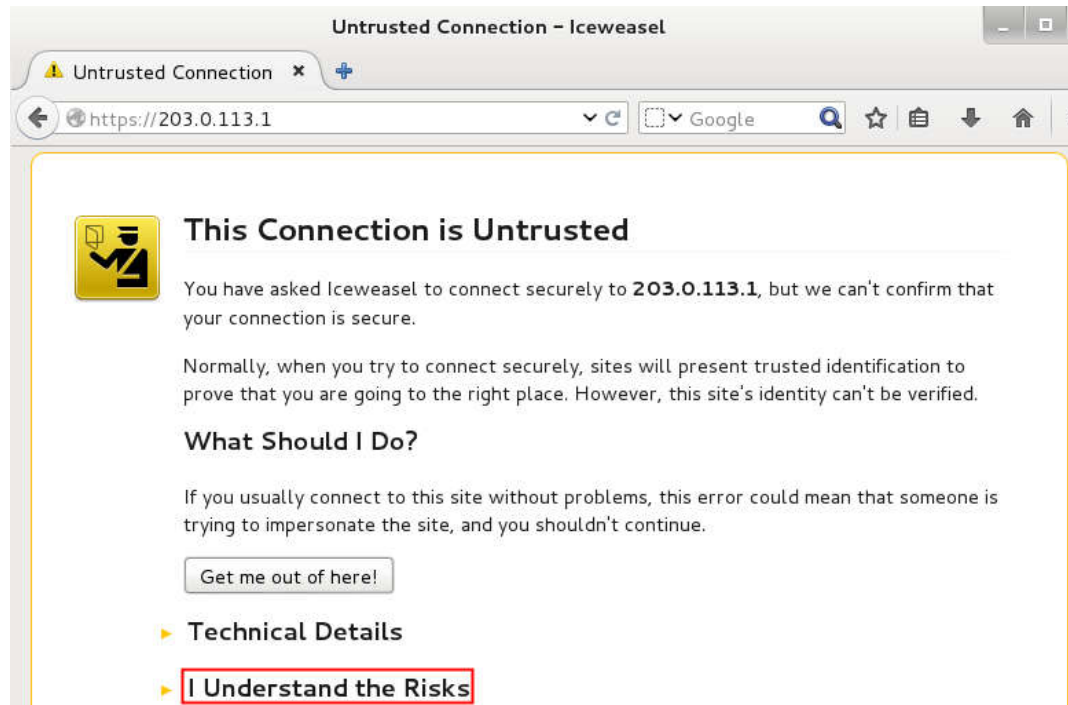 Untrusted Connection – Iceweasel
Untrusted Connection
https://203.0.113.1
Google
This Connection is Untrusted
You have asked Iceweasel to connect securely to 203.0.113.1, but we can't confirm that
your connection is secure.
Normally, when you try to connect securely, sites will present trusted identification to
prove that you are going to the right place. However, this site's identity can't be verified.
What Should I Do?
If you usually connect to this site without problems, this error could mean that someone is
trying to impersonate the site, and you shouldn't continue.
Get me out of here!
Technical Details
I Understand the Risks